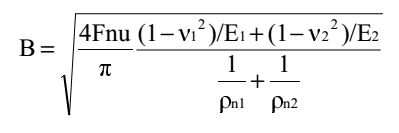 B = √(4Fnu/π · ((1−ν₁²)/E₁+(1−ν₂²)/E₂)/(1/ρn1 + 1/ρn2))